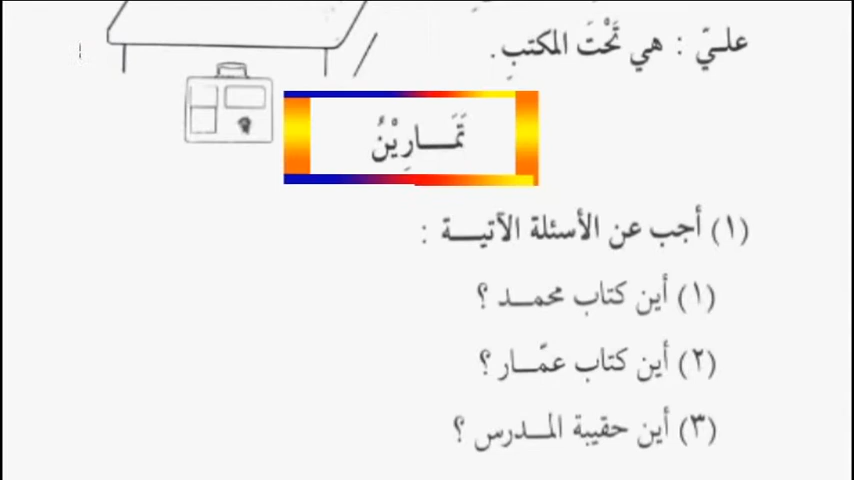 عليّ : هي تَحْتَ المكتبِ.
تَمَارِيْنٌ
(١) أجب عن الأسئلة الآتية :
(١) أين كتاب محمد ؟
(٢) أين كتاب عمّار ؟
(٣) أين حقيبة المدرس ؟